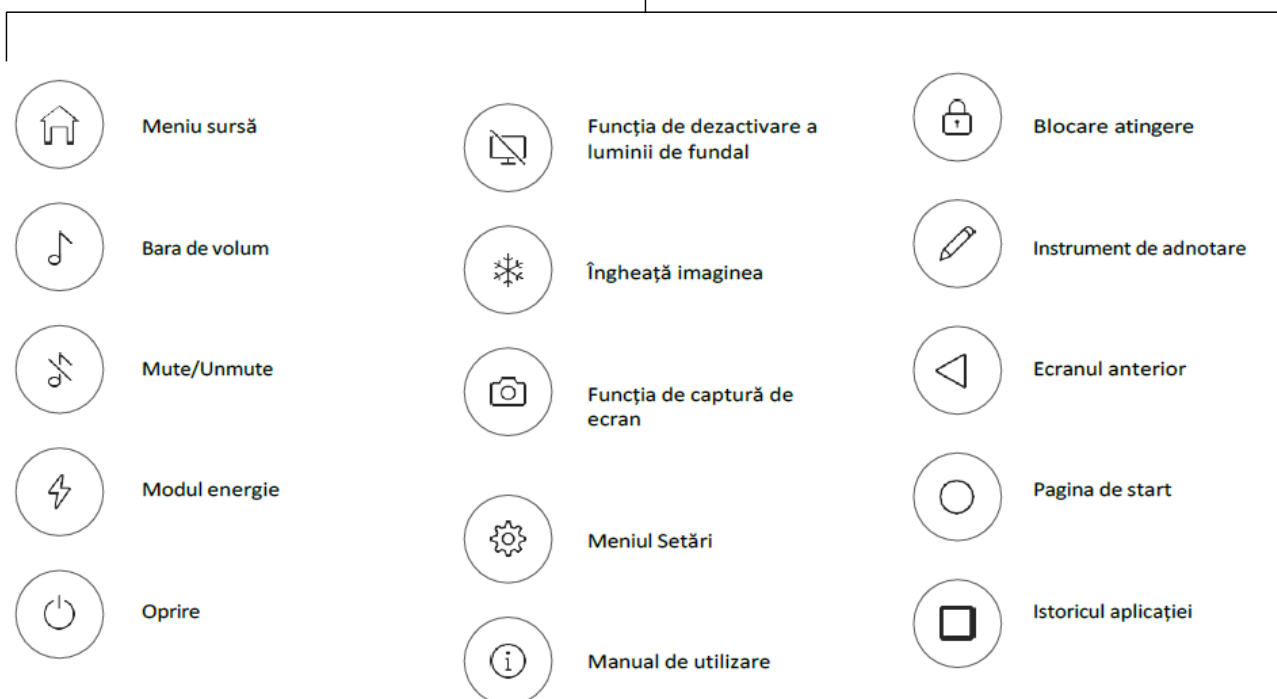 Meniu sursă
Bara de volum
Mute/Unmute
Modul energie
Oprire
Funcția de dezactivare a
luminii de fundal
Îngheață imaginea
Funcția de captură de
ecran
Meniul Setări
Manual de utilizare
Blocare atingere
Instrument de adnotare
Ecranul anterior
Pagina de start
Istoricul aplicației